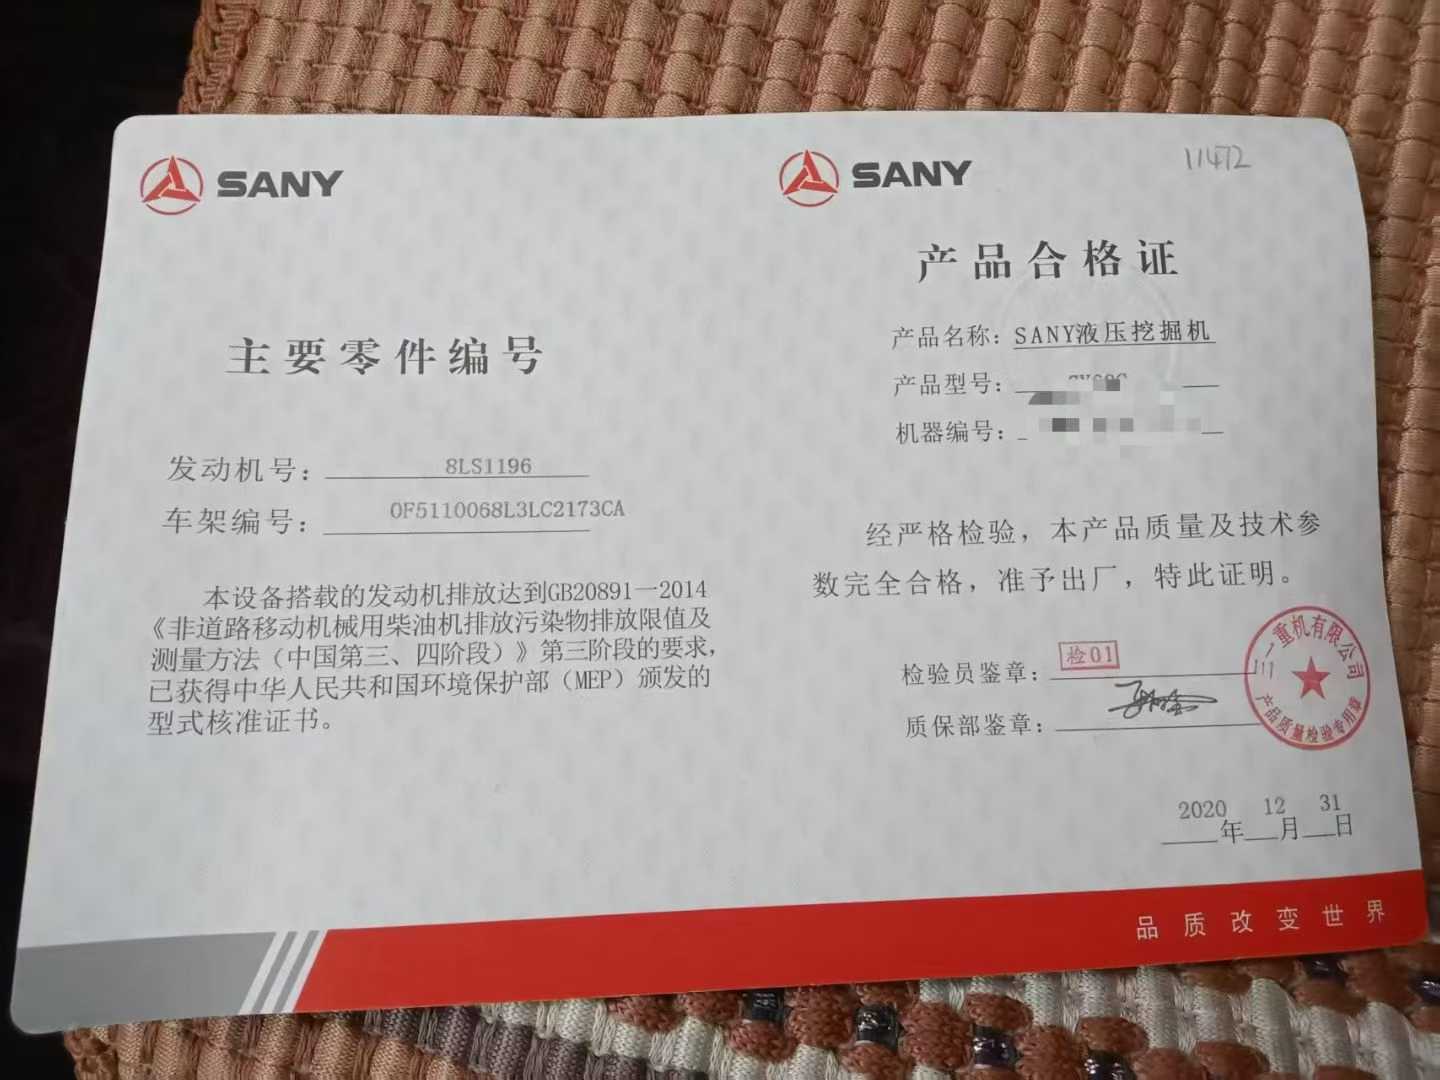 SANY
主要零件编号
发动机号：8LS1196
车架编号：0F5110068L3LC2173CA
本设备搭载的发动机排放达到GB20891—2014
《非道路移动机械用柴油机排放污染物排放限值及
测量方法（中国第三、四阶段）》第三阶段的要求，
已获得中华人民共和国环境保护部（MEP）颁发的
型式核准证书。
SANY
11472
产品合格证
产品名称：SANY液压挖掘机
产品型号：
机器编号：
经严格检验，本产品质量及技术参
数完全合格，准予出厂，特此证明。
检验员鉴章：检01
质保部鉴章：
重机有限公司
产品质量检验专用章
2020年12月31日
品质改变世界